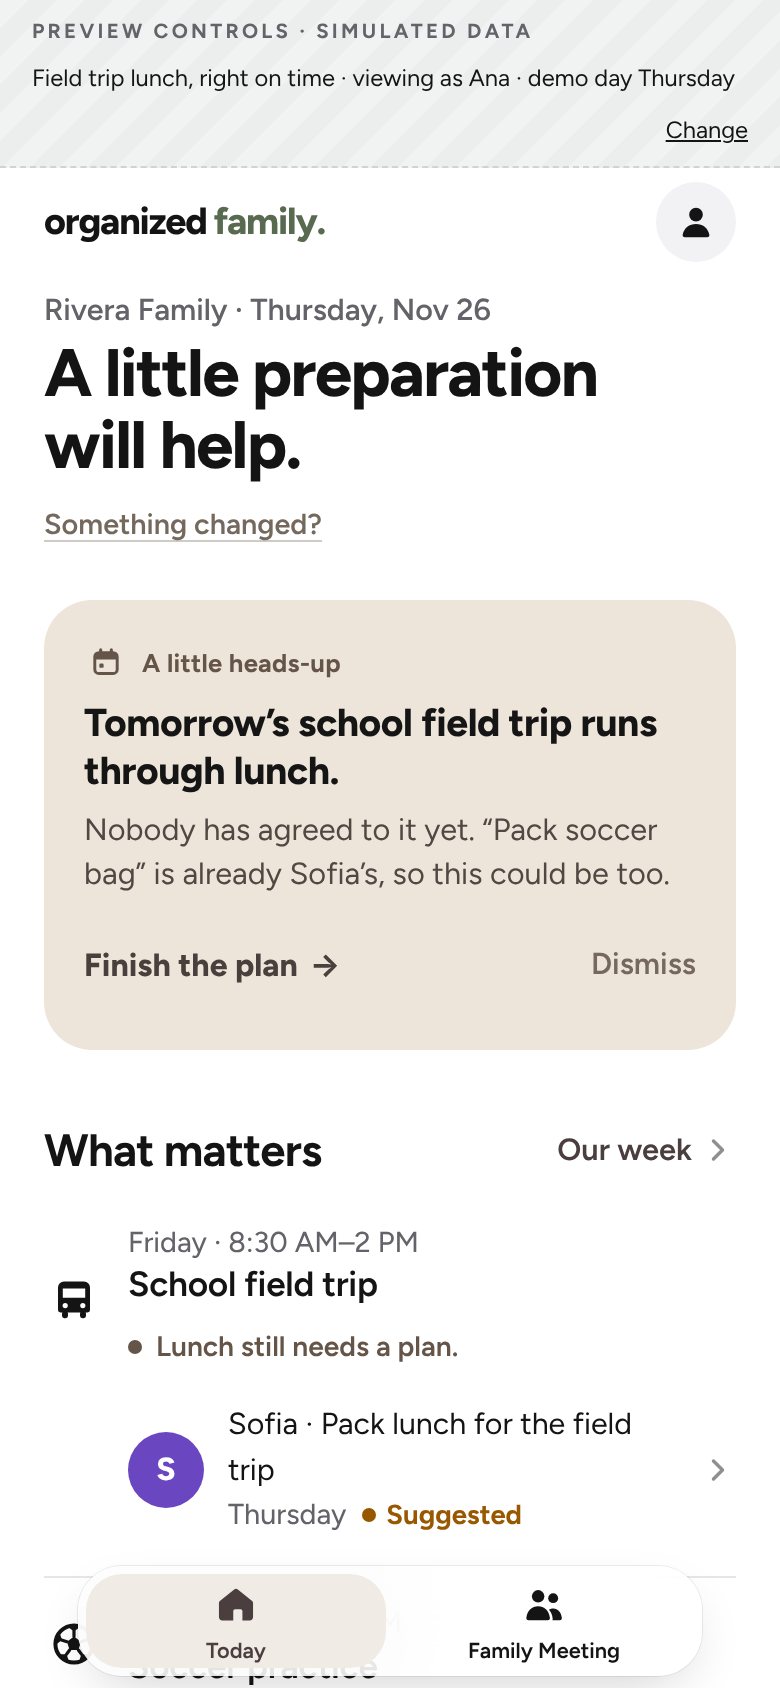 PREVIEW CONTROLS · SIMULATED DATA
Field trip lunch, right on time · viewing as Ana · demo day Thursday
Change
organized family.
Rivera Family · Thursday, Nov 26
A little preparation
will help.
Something changed?
A little heads-up
Tomorrow’s school field trip runs
through lunch.
Nobody has agreed to it yet. “Pack soccer
bag” is already Sofia’s, so this could be too.
Finish the plan →
Dismiss
What matters
Our week
Friday · 8:30 AM–2 PM
School field trip
Lunch still needs a plan.
S
Sofia · Pack lunch for the field
trip
Thursday
Suggested
Today
Family Meeting
Soccer practice